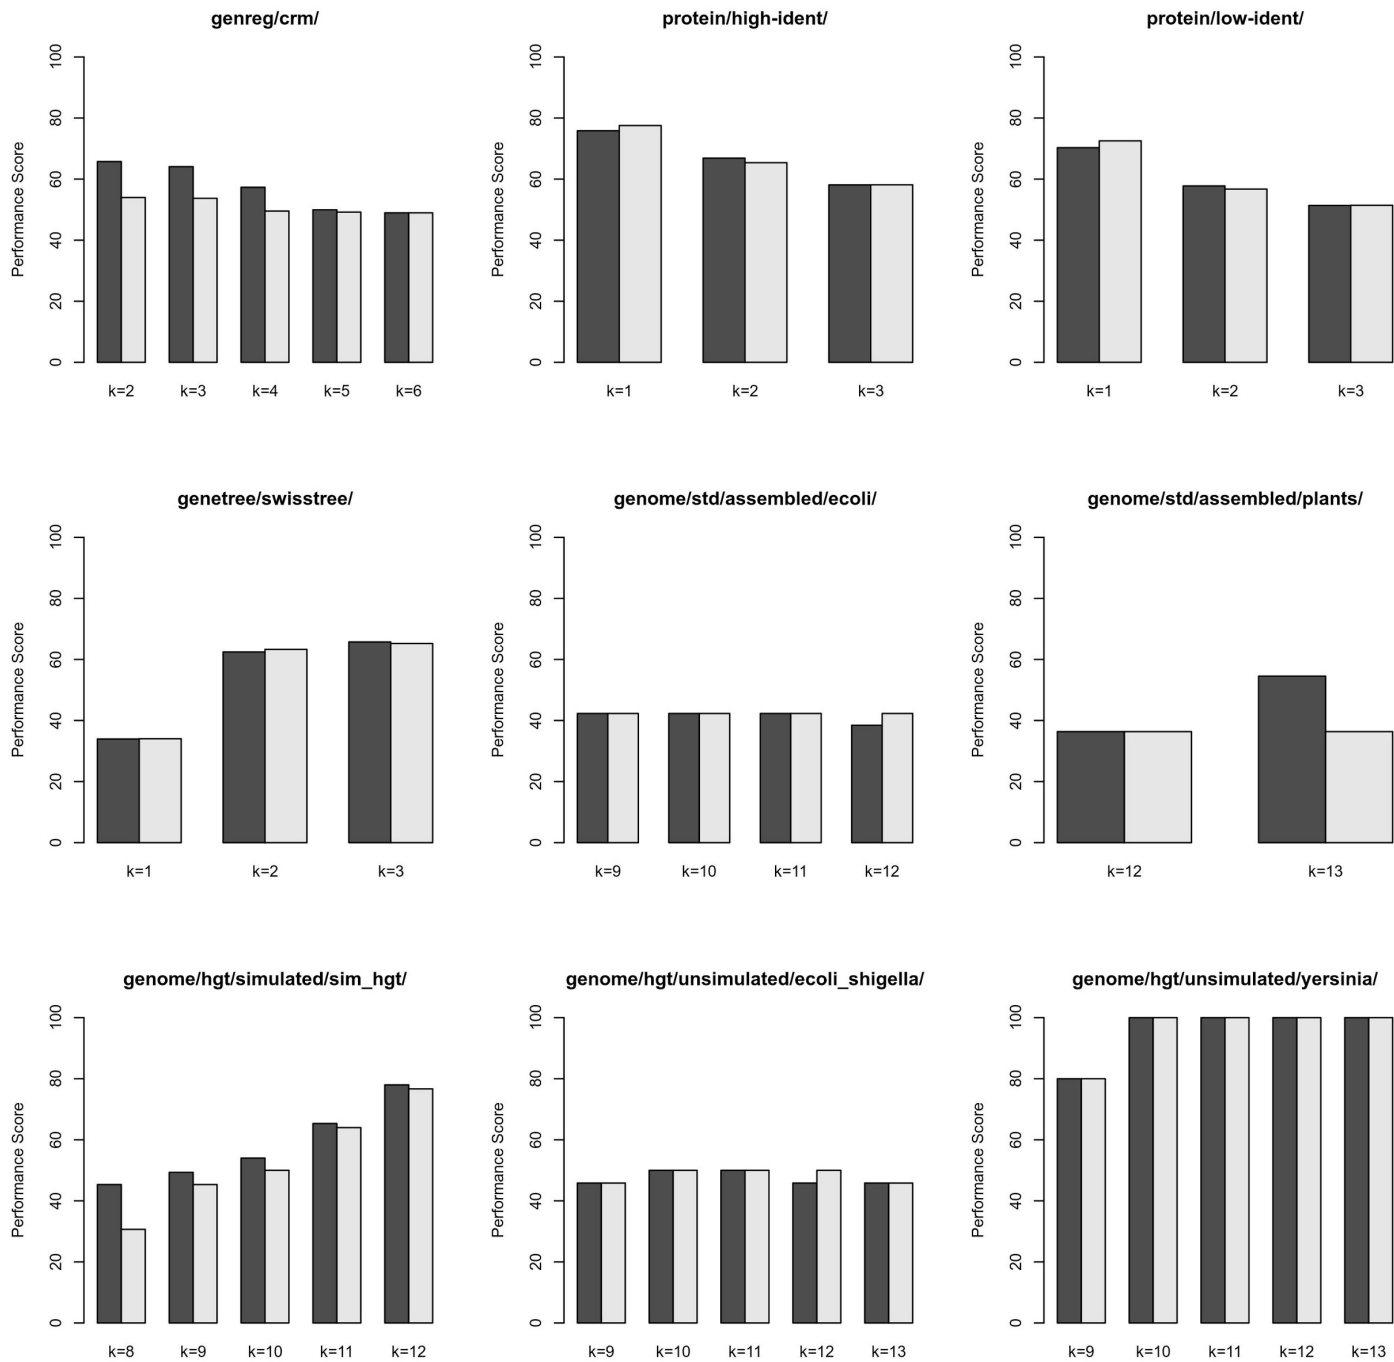 genreg/crm/
protein/high-ident/
protein/low-ident/
Performance Score
0
20
40
60
80
100
k=2 k=3 k=4 k=5 k=6
Performance Score
0
20
40
60
80
100
k=1 k=2 k=3
Performance Score
0
20
40
60
80
100
k=1 k=2 k=3
genetree/swisstree/
genome/std/assembled/ecoli/
genome/std/assembled/plants/
Performance Score
0
20
40
60
80
100
k=1 k=2 k=3
Performance Score
0
20
40
60
80
100
k=9 k=10 k=11 k=12
Performance Score
0
20
40
60
80
100
k=12 k=13
genome/hgt/simulated/sim_hgt/
genome/hgt/unsimulated/ecoli_shigella/
genome/hgt/unsimulated/yersinia/
Performance Score
0
20
40
60
80
100
k=8 k=9 k=10 k=11 k=12
Performance Score
0
20
40
60
80
100
k=9 k=10 k=11 k=12 k=13
Performance Score
0
20
40
60
80
100
k=9 k=10 k=11 k=12 k=13